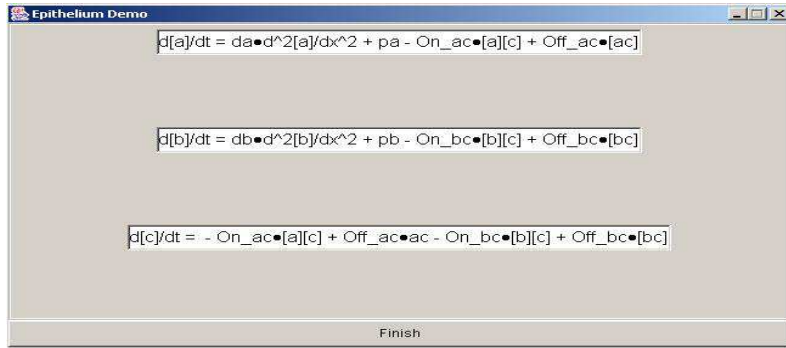 Epithelium Demo
d[a]/dt = da•d^2[a]/dx^2 + pa - On_ac•[a][c] + Off_ac•[ac]
d[b]/dt = db•d^2[b]/dx^2 + pb - On_bc•[b][c] + Off_bc•[bc]
d[c]/dt =  - On_ac•[a][c] + Off_ac•ac - On_bc•[b][c] + Off_bc•[bc]
Finish